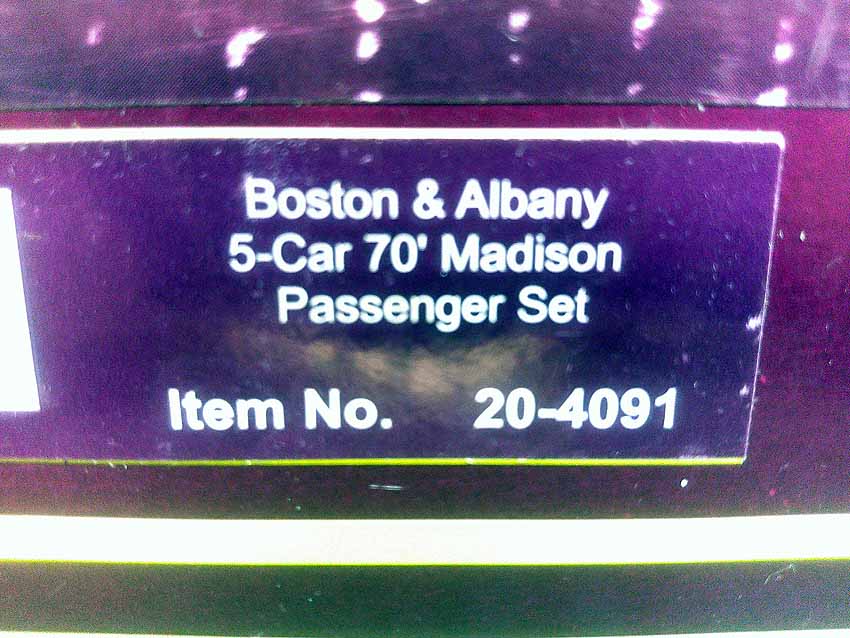 Boston & Albany
5-Car 70' Madison
Passenger Set
Item No. 20-4091